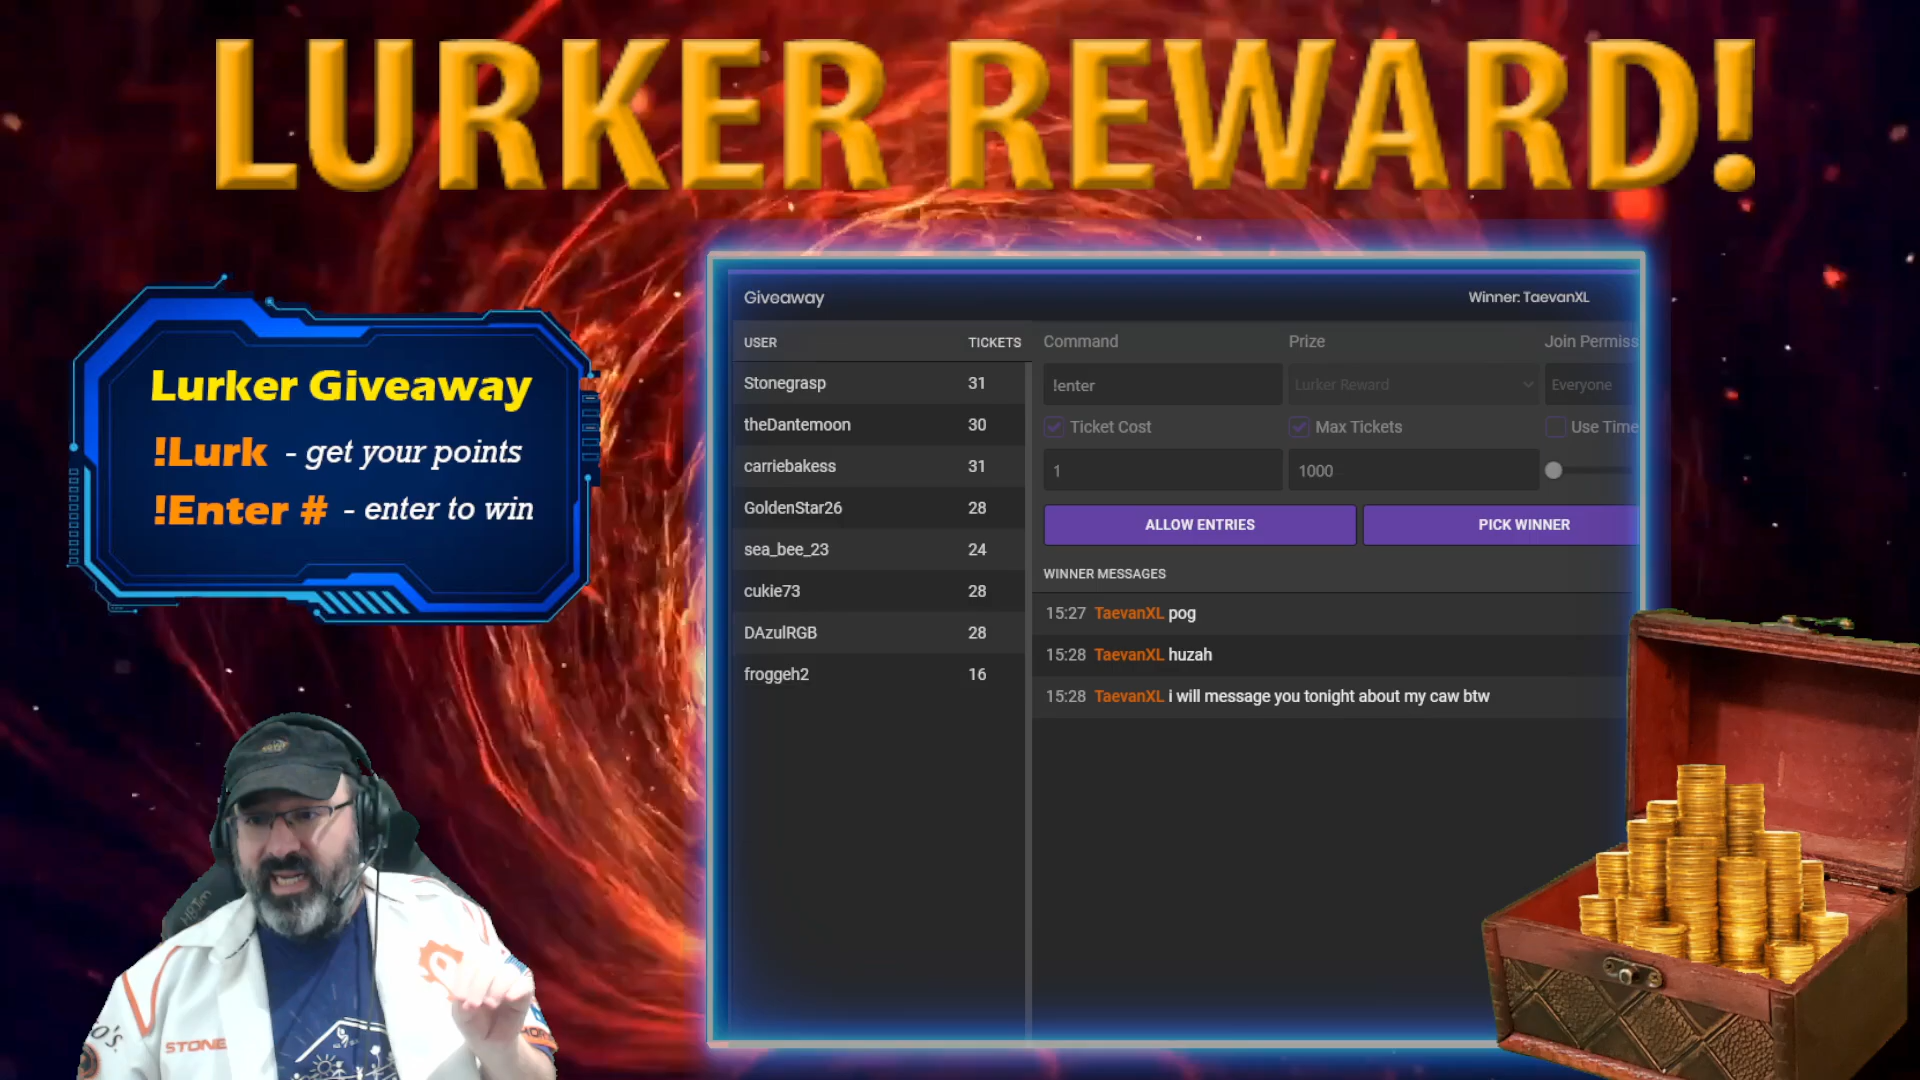 LURKER REWARD!
Lurker Giveaway
!Lurk - get your points
!Enter # - enter to win
Giveaway
Winner: TaevanXL
USER TICKETS
Stonegrasp 31
theDantemoon 30
carriebakess 31
GoldenStar26 28
sea_bee_23 24
cukie73 28
DAzulRGB 28
froggeh2 16
Command Prize Join Permiss
!enter Lurker Reward Everyone
Ticket Cost Max Tickets Use Time
1 1000
ALLOW ENTRIES PICK WINNER
WINNER MESSAGES
15:27 TaevanXL pog
15:28 TaevanXL huzah
15:28 TaevanXL i will message you tonight about my caw btw
STONE